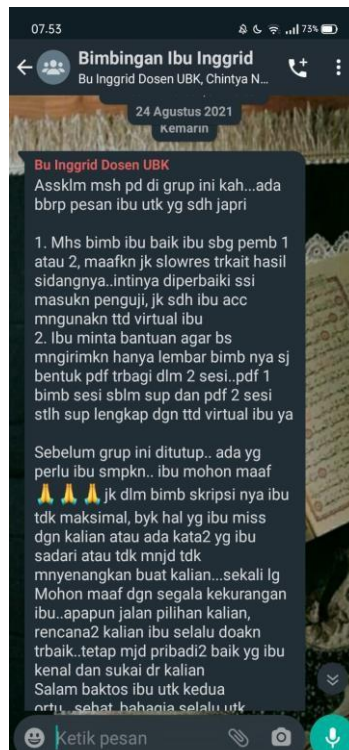 07.53
73%
Bimbingan Ibu Inggrid
Bu Inggrid Dosen UBK, Chintya N...
24 Agustus 2021
Kemarin
Bu Inggrid Dosen UBK
Assklm msh pd di grup ini kah...ada
bbrp pesan ibu utk yg sdh japri
1. Mhs bimb ibu baik ibu sbg pemb 1
atau 2, maafkn jk slowres trkait hasil
sidangnya..intinya diperbaiki ssi
masukn penguji, jk sdh ibu acc
mngunakn ttd virtual ibu
2. Ibu minta bantuan agar bs
mngirimkn hanya lembar bimb nya sj
bentuk pdf trbagi dlm 2 sesi..pdf 1
bimb sesi sblm sup dan pdf 2 sesi
stlh sup lengkap dgn ttd virtual ibu ya
Sebelum grup ini ditutup.. ada yg
perlu ibu smpkn.. ibu mohon maaf
🙏🙏🙏 jk dlm bimb skripsi nya ibu
tdk maksimal, byk hal yg ibu miss
dgn kalian atau ada kata2 yg ibu
sadari atau tdk mnjd tdk
mnyenangkan buat kalian...sekali lg
Mohon maaf dgn segala kekurangan
ibu..apapun jalan pilihan kalian,
rencana2 kalian ibu selalu doakn
trbaik..tetap mjd pribadi2 baik yg ibu
kenal dan sukai dr kalian
Salam baktos ibu utk kedua
ortu...sehat, bahagia selalu utk
Ketik pesan